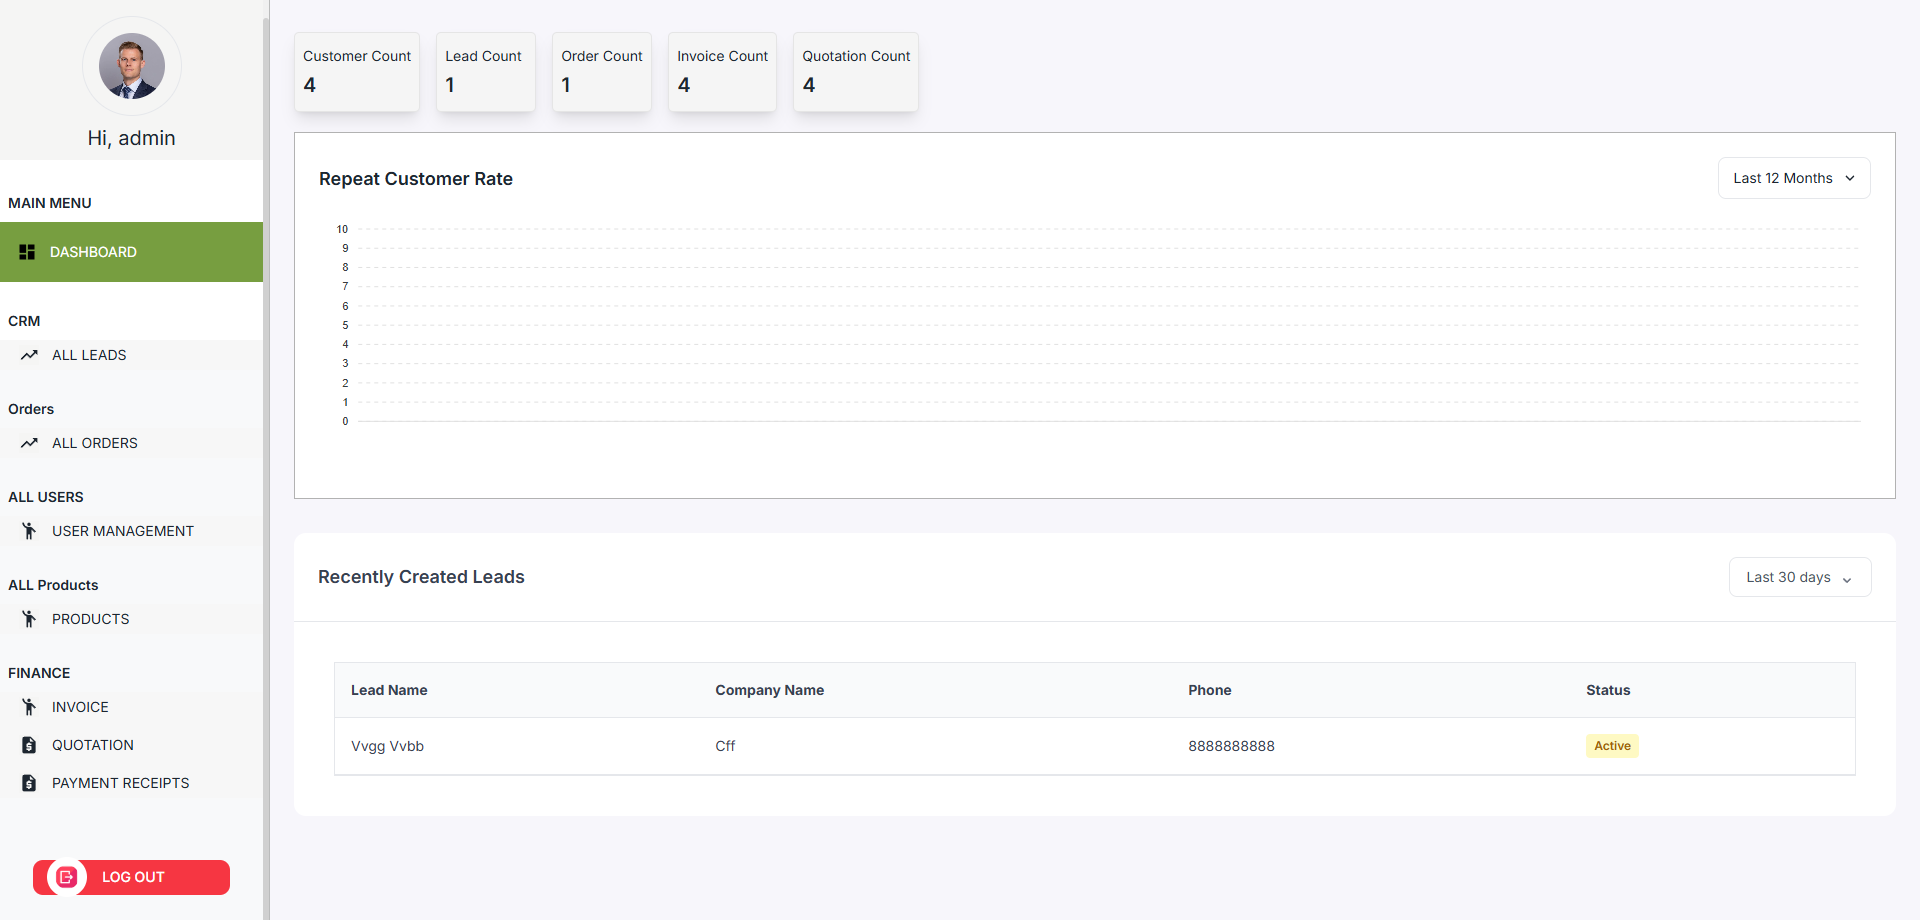 Hi, admin
MAIN MENU
DASHBOARD
CRM
ALL LEADS
Orders
ALL ORDERS
ALL USERS
USER MANAGEMENT
ALL Products
PRODUCTS
FINANCE
INVOICE
QUOTATION
PAYMENT RECEIPTS
LOG OUT
Customer Count
4
Lead Count
1
Order Count
1
Invoice Count
4
Quotation Count
4
Repeat Customer Rate
Last 12 Months
10
9
8
7
6
5
4
3
2
1
0
Recently Created Leads
Last 30 days
Lead Name Company Name Phone Status
Vvgg Vvbb Cff 8888888888 Active